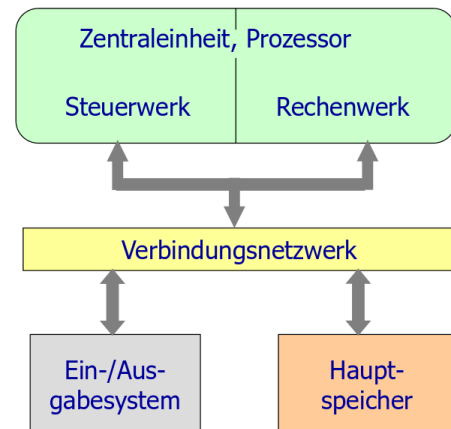 Zentraleinheit, Prozessor
Steuerwerk
Rechenwerk
Verbindungsnetzwerk
Ein-/Aus-
gabesystem
Haupt-
speicher